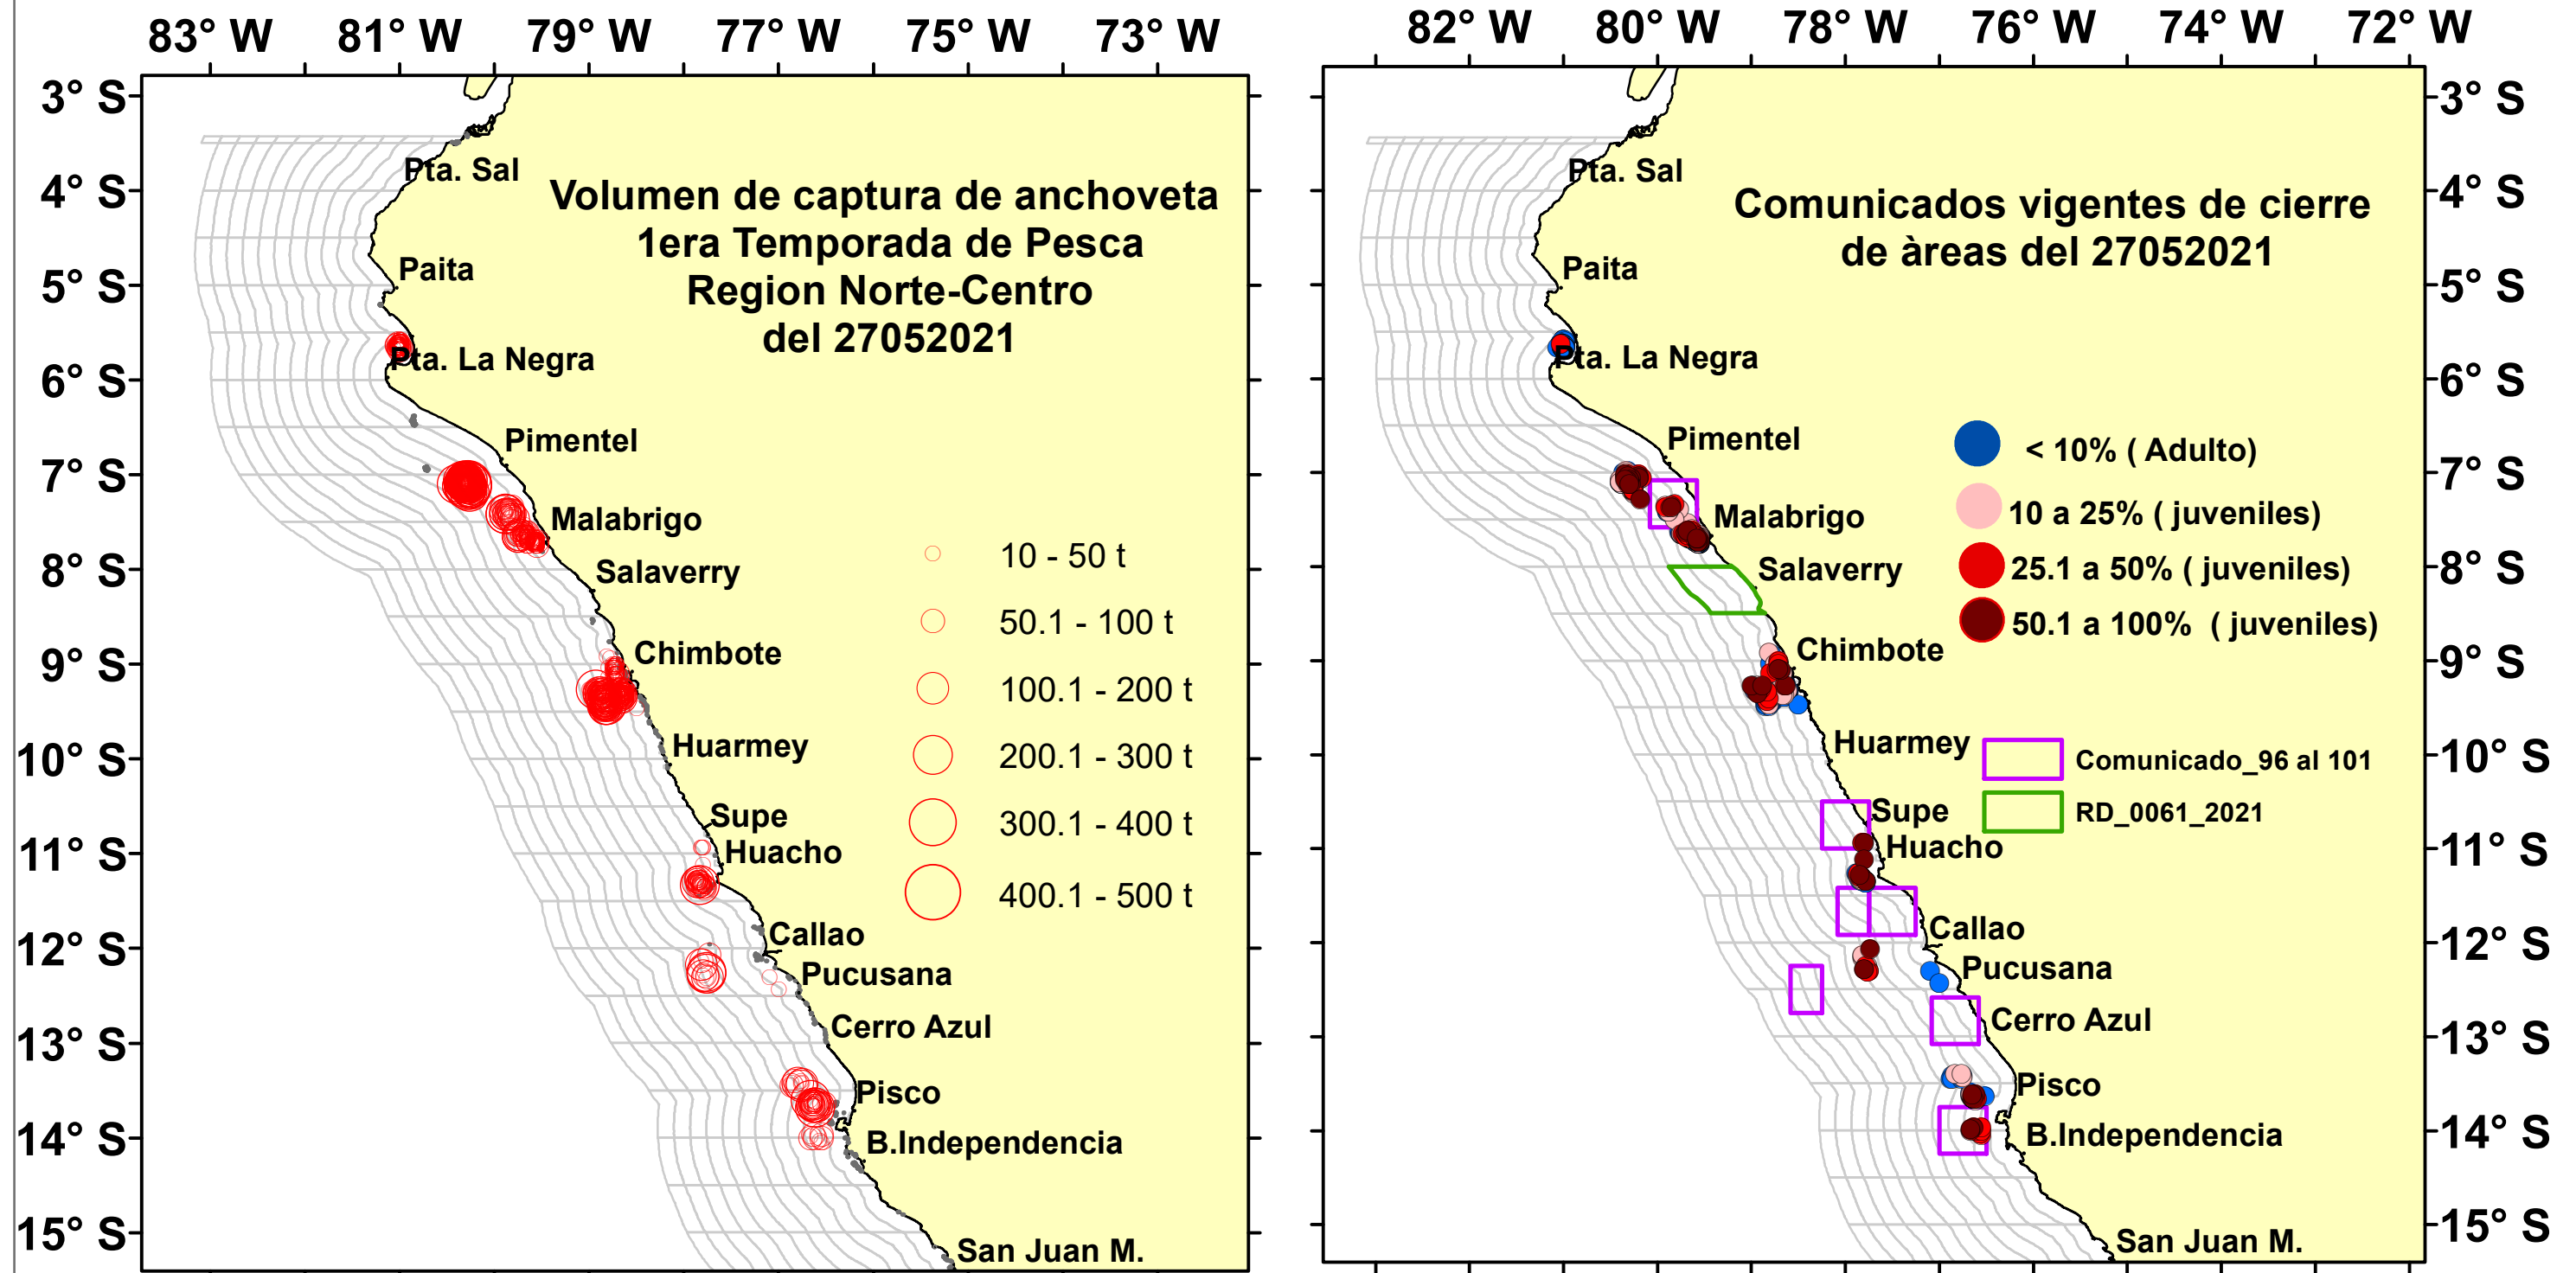 83° W 81° W 79° W 77° W 75° W 73° W
3° S
4° S
5° S
6° S
7° S
8° S
9° S
10° S
11° S
12° S
13° S
14° S
15° S
Volumen de captura de anchoveta
1era Temporada de Pesca
Region Norte-Centro
del 27052021
Pta. Sal
Paita
Pta. La Negra
Pimentel
Malabrigo
Salaverry
Chimbote
Huarmey
Supe
Huacho
Callao
Pucusana
Cerro Azul
Pisco
B.Independencia
San Juan M.
10 - 50 t
50.1 - 100 t
100.1 - 200 t
200.1 - 300 t
300.1 - 400 t
400.1 - 500 t
82° W 80° W 78° W 76° W 74° W 72° W
Comunicados vigentes de cierre
de àreas del 27052021
Pta. Sal
Paita
Pta. La Negra
Pimentel
Malabrigo
Salaverry
Chimbote
Huarmey
Supe
Huacho
Callao
Pucusana
Cerro Azul
Pisco
B.Independencia
San Juan M.
< 10% ( Adulto)
10 a 25% ( juveniles)
25.1 a 50% ( juveniles)
50.1 a 100% ( juveniles)
Comunicado_96 al 101
RD_0061_2021
3° S
4° S
5° S
6° S
7° S
8° S
9° S
10° S
11° S
12° S
13° S
14° S
15° S